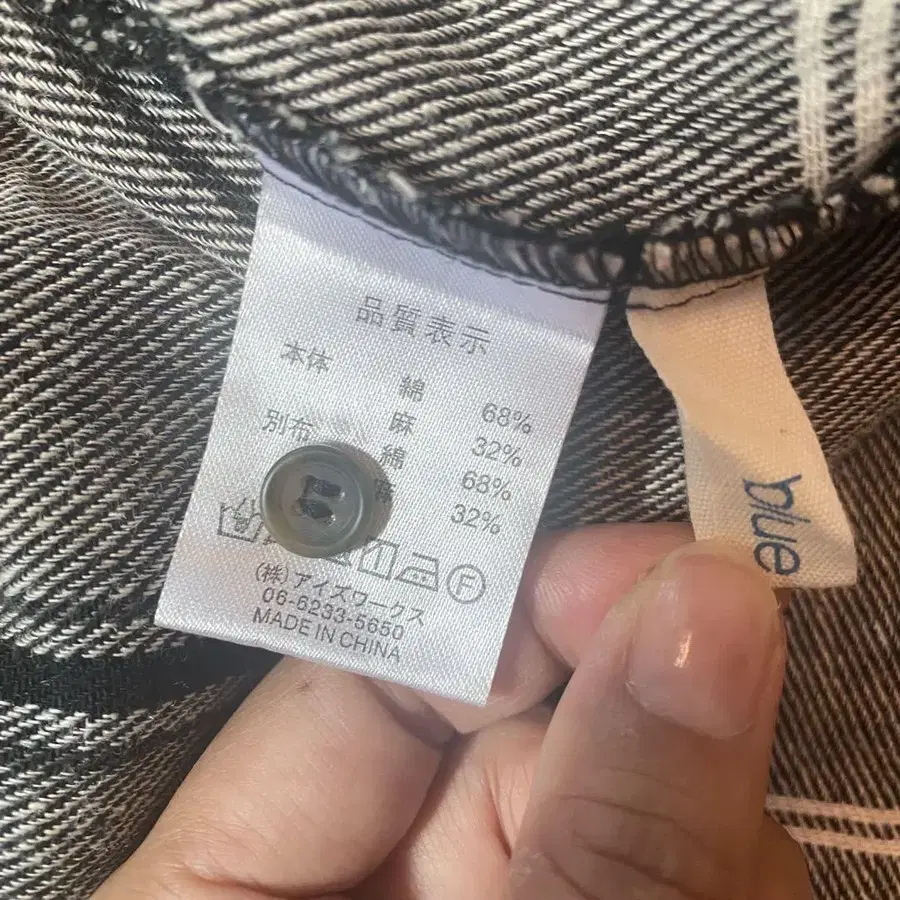 品質表示
本体 綿 68%
麻 32%
別布 綿 68%
32%
F
(株)アイズワークス
06-6233-5650
MADE IN CHINA
blue